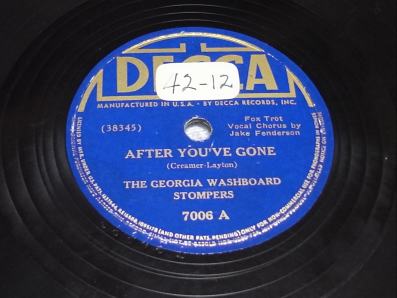 DECCA
42-12
MANUFACTURED IN U.S.A. - BY DECCA RECORDS, INC.
(38345)
Fox Trot
Vocal Chorus by
Jake Fenderson
AFTER YOU'VE GONE
(Creamer-Layton)
THE GEORGIA WASHBOARD
STOMPERS
7006 A